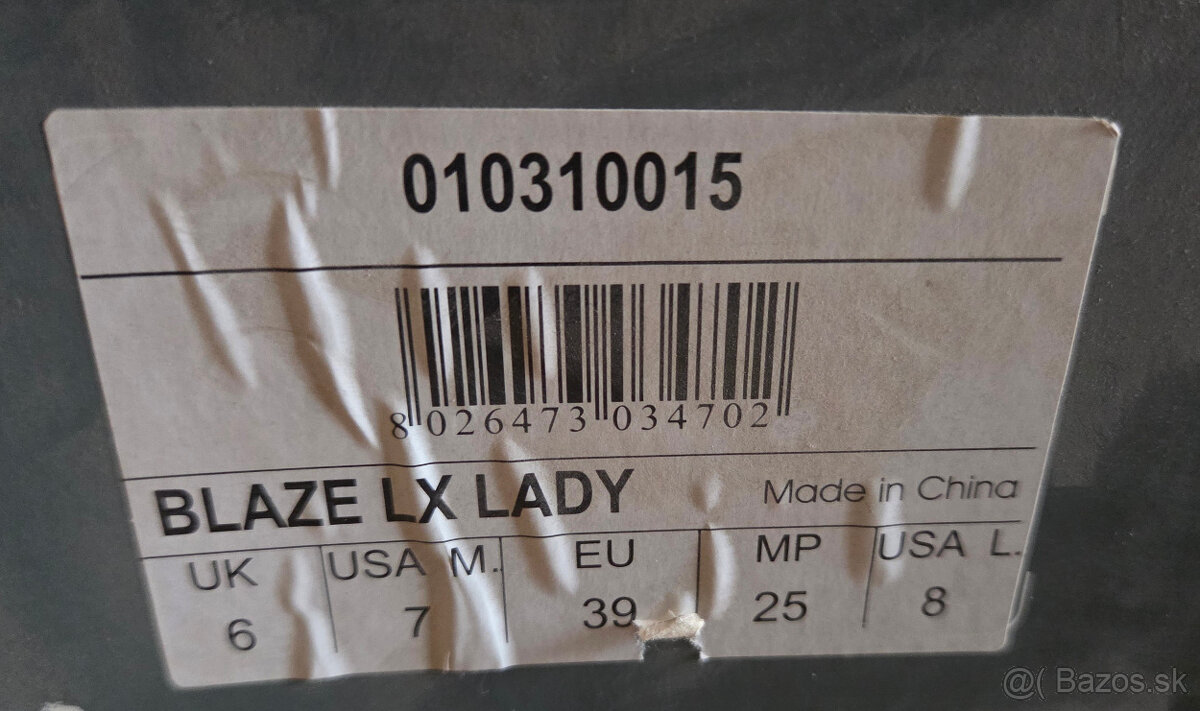 010310015
8 026473 034702
BLAZE LX LADY Made in China
UK USA M. EU MP USA L.
6 7 39 25 8
@( Bazos.sk